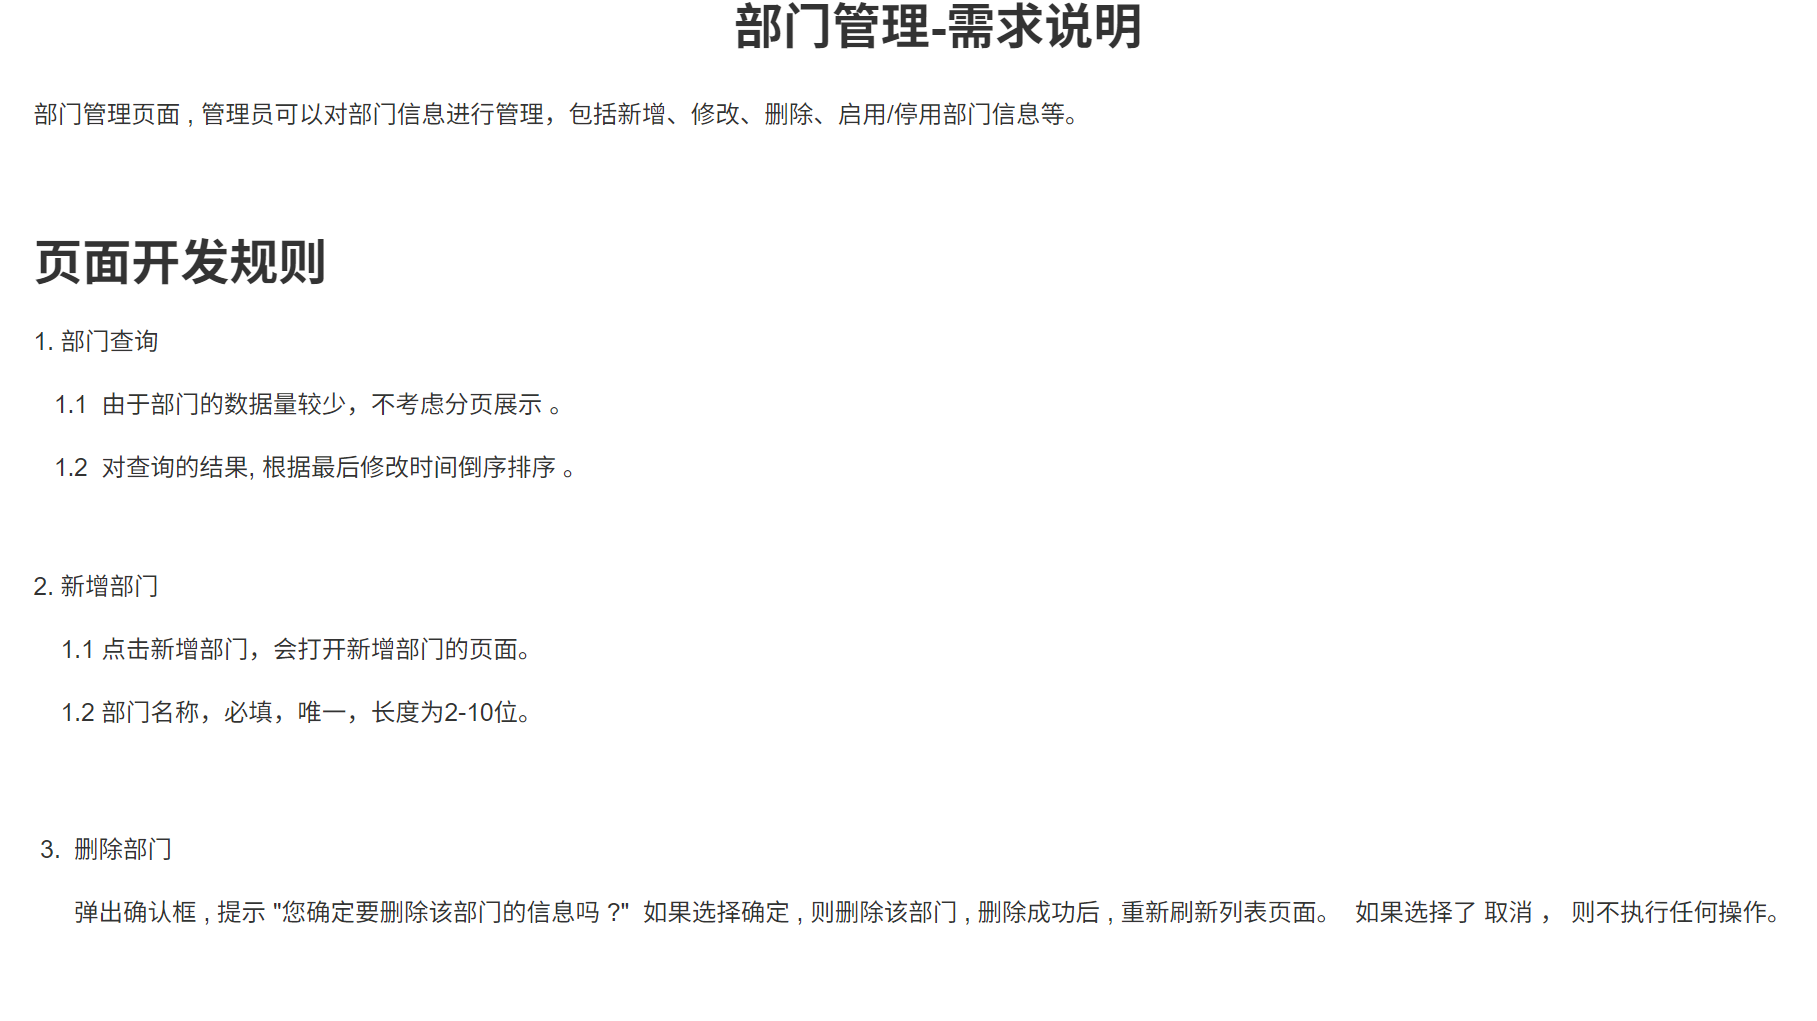 部门管理-需求说明
部门管理页面 , 管理员可以对部门信息进行管理，包括新增、修改、删除、启用/停用部门信息等。
页面开发规则
1. 部门查询
1.1 由于部门的数据量较少，不考虑分页展示 。
1.2 对查询的结果, 根据最后修改时间倒序排序 。
2. 新增部门
1.1 点击新增部门，会打开新增部门的页面。
1.2 部门名称，必填，唯一，长度为2-10位。
3. 删除部门
弹出确认框 , 提示 "您确定要删除该部门的信息吗 ?" 如果选择确定 , 则删除该部门 , 删除成功后 , 重新刷新列表页面。 如果选择了 取消 ， 则不执行任何操作。